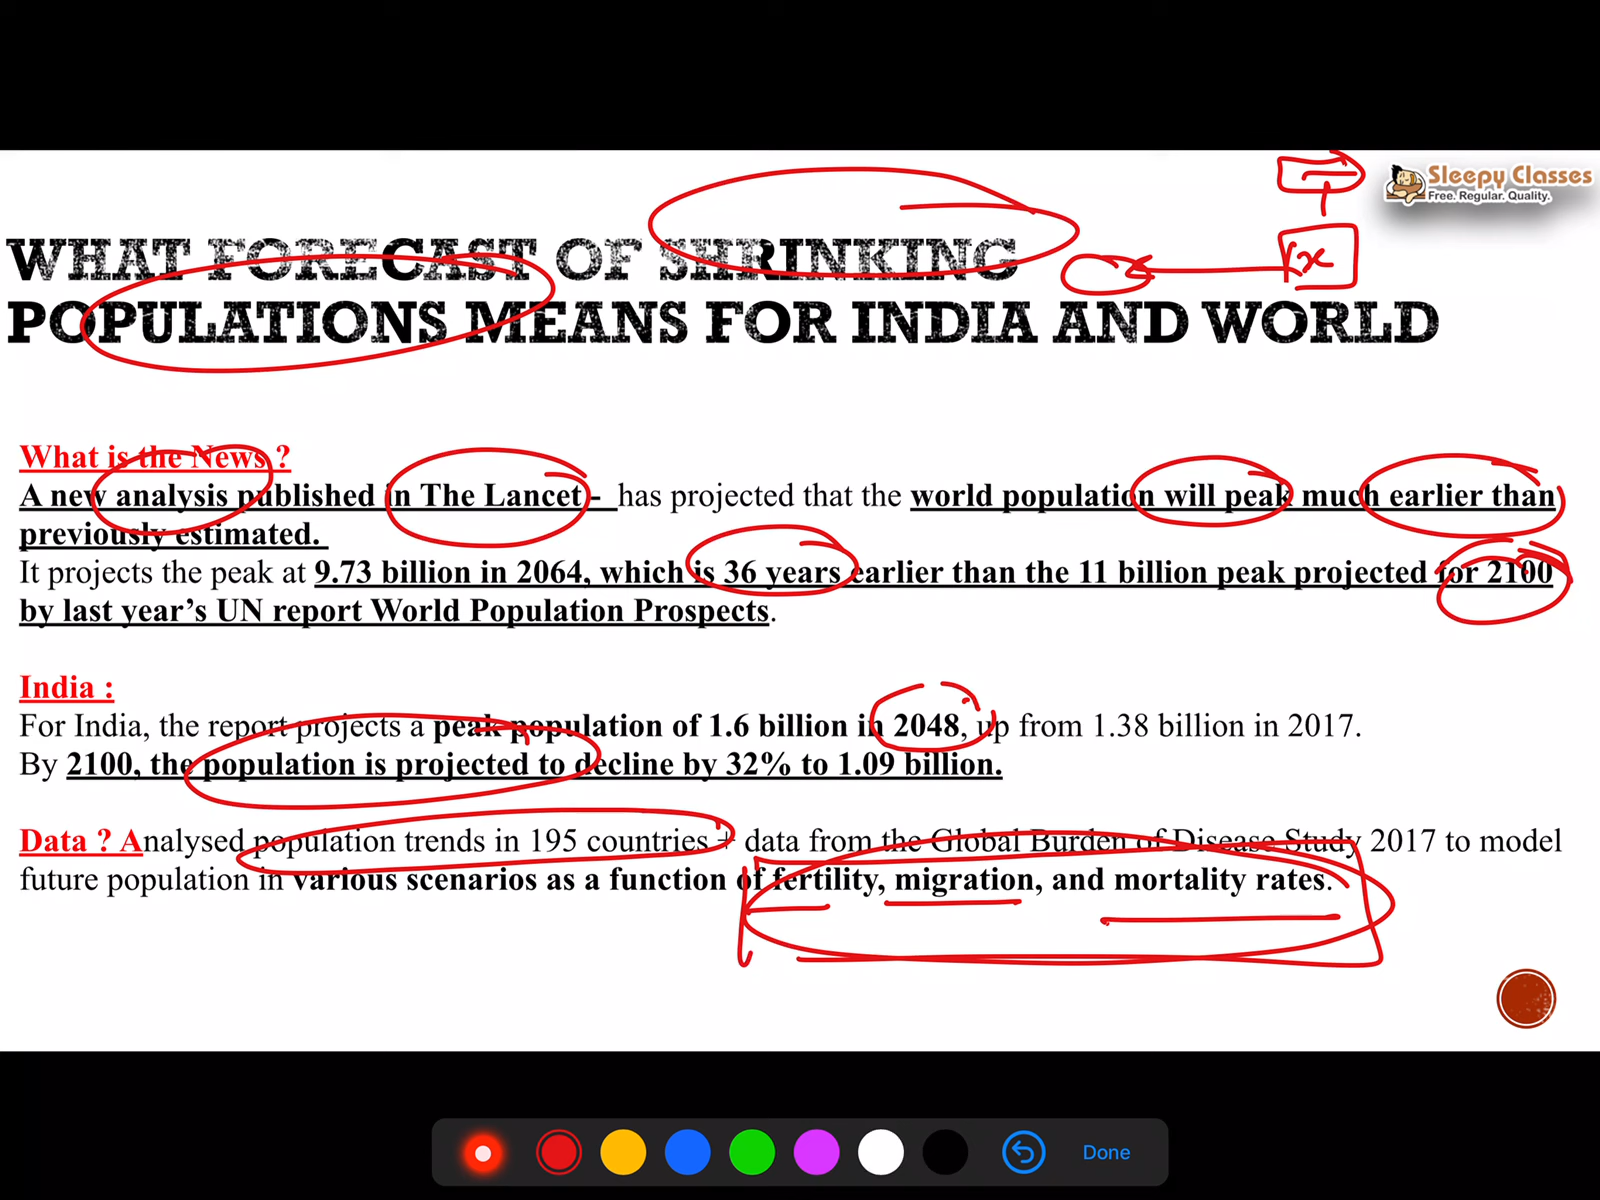 Sleepy Classes
Free. Regular. Quality.
WHAT FORECAST OF SHRINKING
POPULATIONS MEANS FOR INDIA AND WORLD
x
What is the News ?
A new analysis published in The Lancet - has projected that the world population will peak much earlier than
previously estimated.
It projects the peak at 9.73 billion in 2064, which is 36 years earlier than the 11 billion peak projected for 2100
by last year’s UN report World Population Prospects.
India :
For India, the report projects a peak population of 1.6 billion in 2048, up from 1.38 billion in 2017.
By 2100, the population is projected to decline by 32% to 1.09 billion.
Data ? Analysed population trends in 195 countries + data from the Global Burden of Disease Study 2017 to model
future population in various scenarios as a function of fertility, migration, and mortality rates.
Done